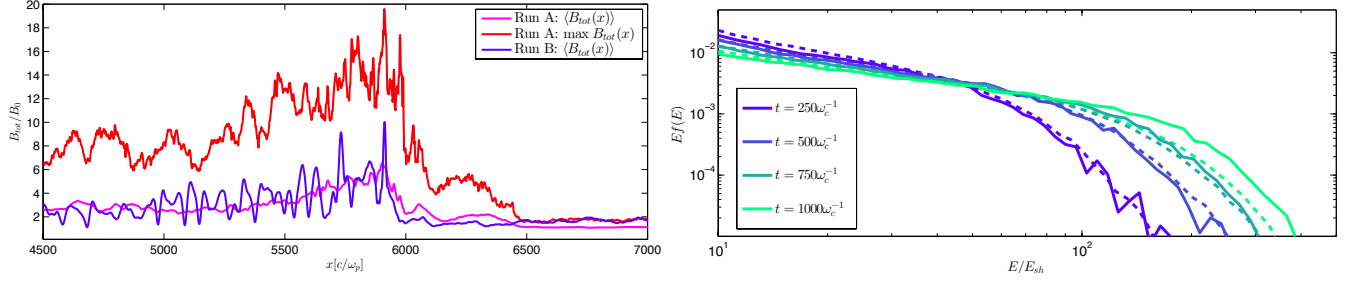 20
18
16
14
12
10
8
6
4
2
B_{tot}/B_0
Run A: ⟨B_{tot}(x)⟩
Run A: max B_{tot}(x)
Run B: ⟨B_{tot}(x)⟩
4500 5000 5500 6000 6500 7000
x[c/ω_p]
10^{-2}
10^{-3}
10^{-4}
Ef(E)
t = 250ω_c^{-1}
t = 500ω_c^{-1}
t = 750ω_c^{-1}
t = 1000ω_c^{-1}
10^1 10^2
E/E_{sh}